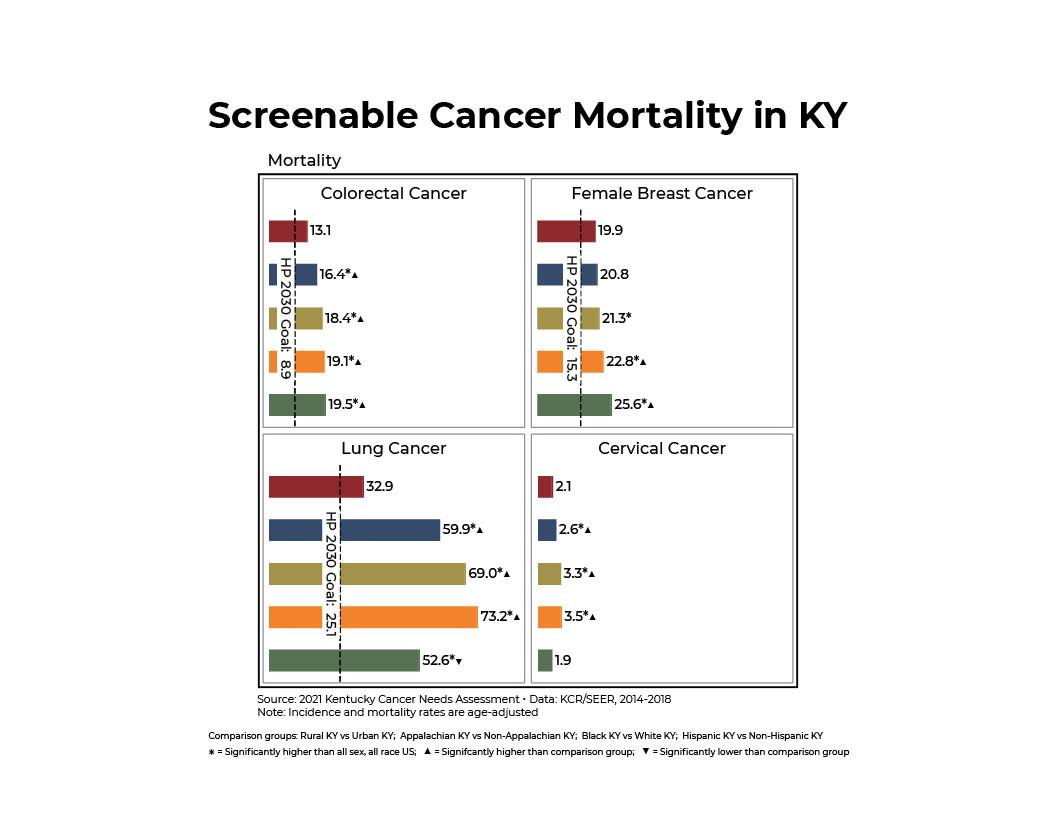 Screenable Cancer Mortality in KY
Mortality
Colorectal Cancer
13.1
16.4*▲
18.4*▲
19.1*▲
19.5*▲
HP 2030 Goal: 8.9
Female Breast Cancer
19.9
20.8
21.3*
22.8*▲
25.6*▲
HP 2030 Goal: 15.3
Lung Cancer
32.9
59.9*▲
69.0*▲
73.2*▲
52.6*▼
HP 2030 Goal: 25.1
Cervical Cancer
2.1
2.6*▲
3.3*▲
3.5*▲
1.9
Source: 2021 Kentucky Cancer Needs Assessment • Data: KCR/SEER, 2014-2018
Note: Incidence and mortality rates are age-adjusted
Comparison groups: Rural KY vs Urban KY; Appalachian KY vs Non-Appalachian KY; Black KY vs White KY; Hispanic KY vs Non-Hispanic KY
* = Significantly higher than all sex, all race US; ▲ = Signifcantly higher than comparison group; ▼ = Significantly lower than comparison group